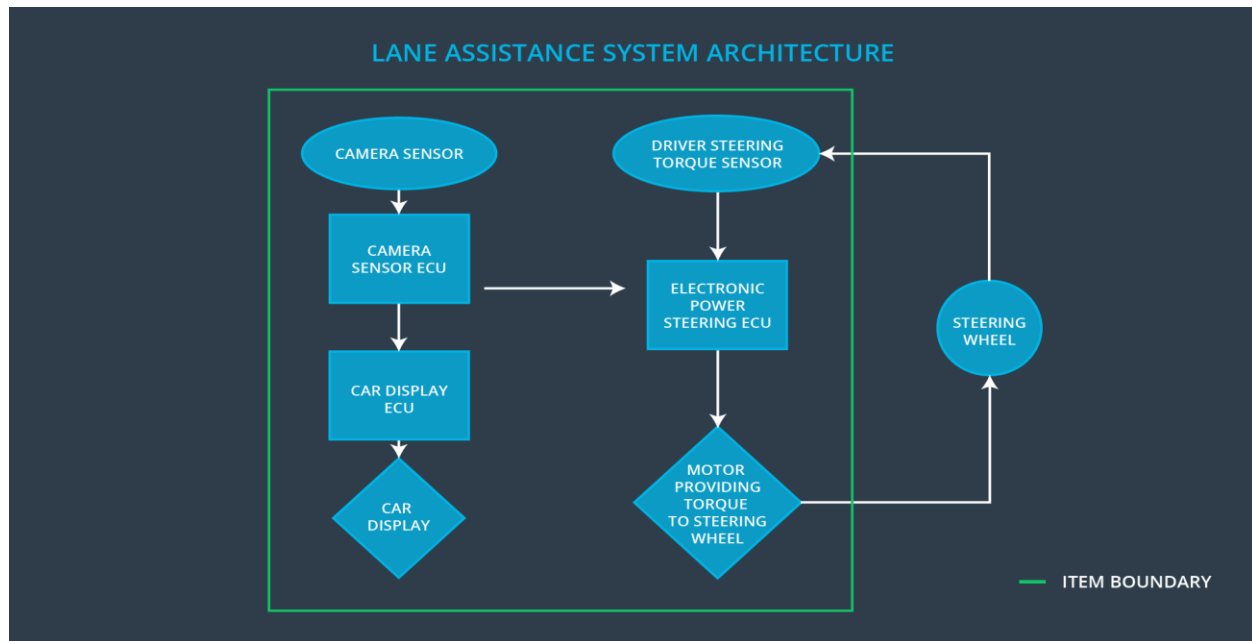 LANE ASSISTANCE SYSTEM ARCHITECTURE
CAMERA SENSOR
CAMERA
SENSOR ECU
CAR DISPLAY
ECU
CAR
DISPLAY
DRIVER STEERING
TORQUE SENSOR
ELECTRONIC
POWER
STEERING ECU
MOTOR
PROVIDING
TORQUE
TO STEERING
WHEEL
STEERING
WHEEL
ITEM BOUNDARY